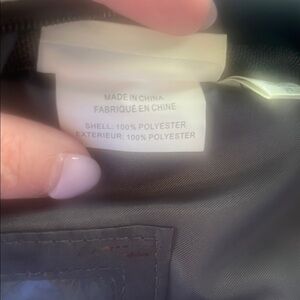 MADE IN CHINA
FABRIQUÉ EN CHINE
SHELL: 100% POLYESTER
EXTERIEUR: 100% POLYESTER